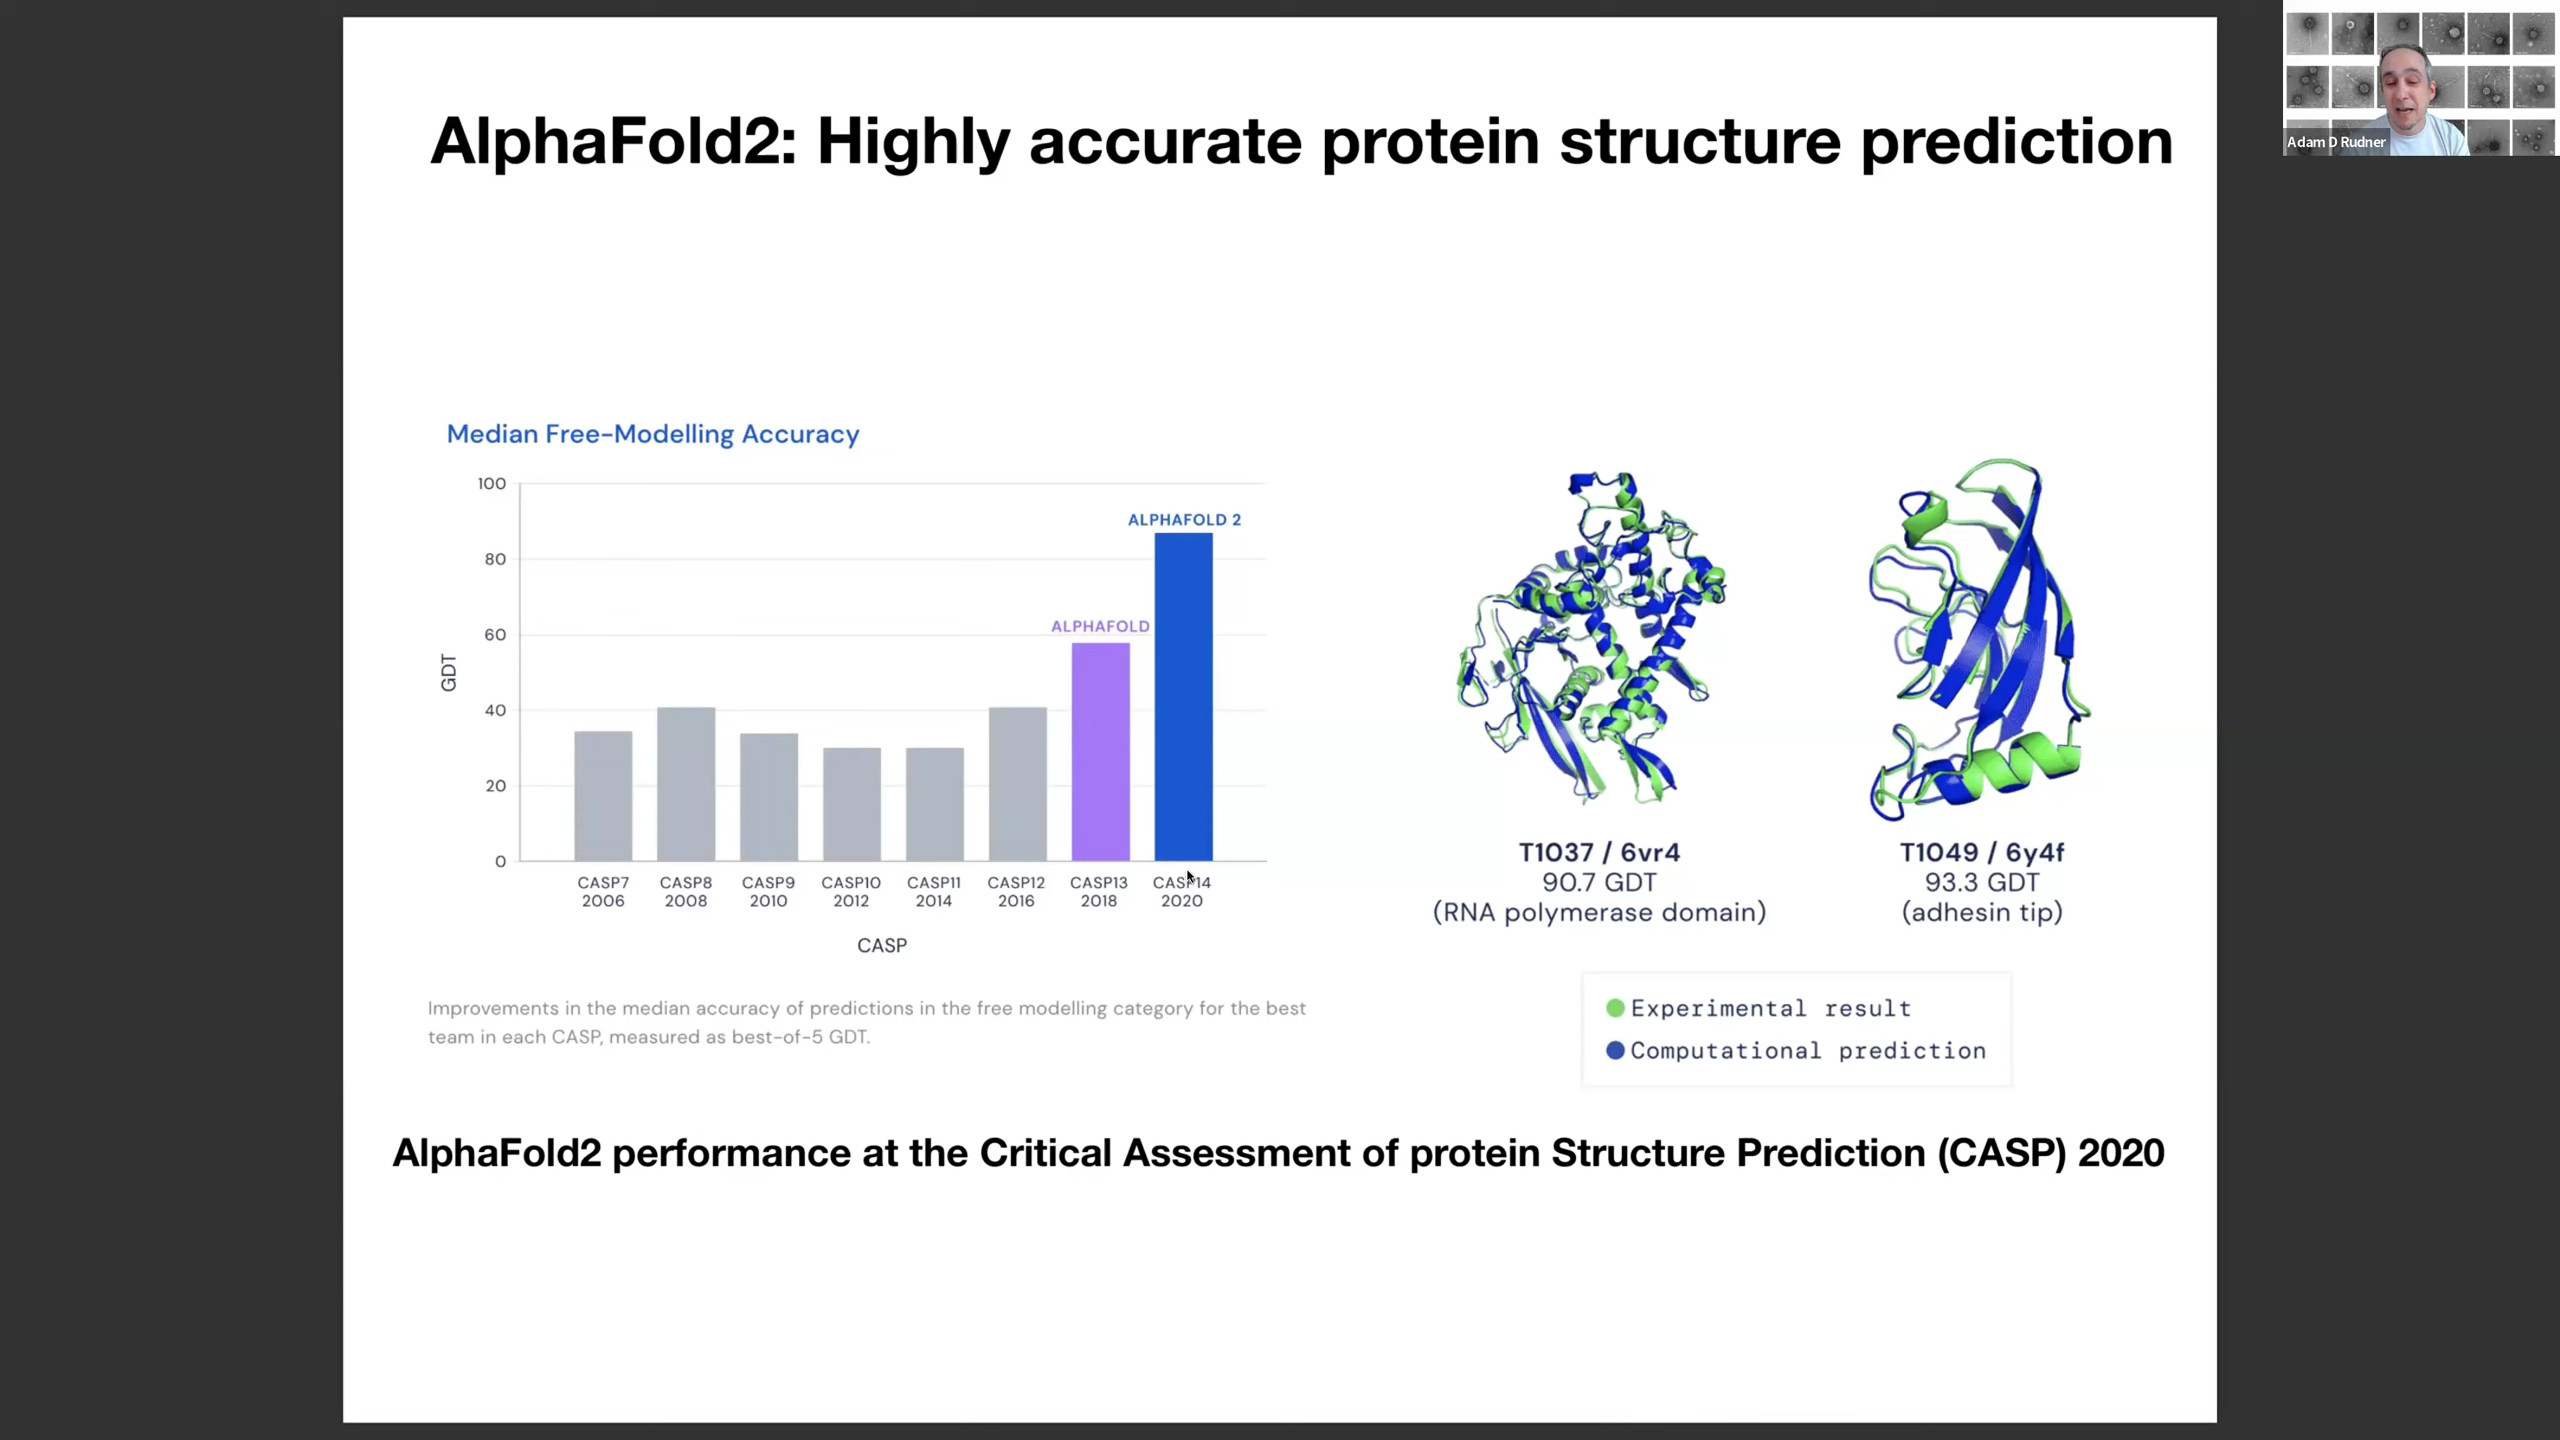 AlphaFold2: Highly accurate protein structure prediction
Adam D Rudner
Median Free-Modelling Accuracy
100
80
60
40
20
0
GDT
ALPHAFOLD
ALPHAFOLD 2
CASP7
2006
CASP8
2008
CASP9
2010
CASP10
2012
CASP11
2014
CASP12
2016
CASP13
2018
CASP14
2020
CASP
Improvements in the median accuracy of predictions in the free modelling category for the best
team in each CASP, measured as best-of-5 GDT.
T1037 / 6vr4
90.7 GDT
(RNA polymerase domain)
T1049 / 6y4f
93.3 GDT
(adhesin tip)
Experimental result
Computational prediction
AlphaFold2 performance at the Critical Assessment of protein Structure Prediction (CASP) 2020